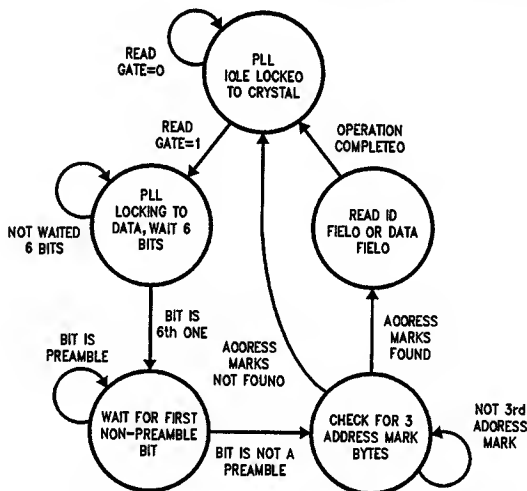 READ
GATE=0
PLL
IOLE LOCKEO
TO CRYSTAL
READ
GATE=1
OPERATION
COMPLETEO
PLL
LOCKING TO
DATA, WAIT 6
BITS
NOT WAITED
6 BITS
READ ID
FIELO OR DATA
FIELO
BIT IS
6th ONE
BIT IS
PREAMBLE
AOORESS
MARKS
NOT FOUNO
AOORESS
MARKS
FOUND
WAIT FOR FIRST
NON-PREAMBLE
BIT
BIT IS NOT A
PREAMBLE
CHECK FOR 3
ADDRESS MARK
BYTES
NOT 3rd
ADDRESS
MARK